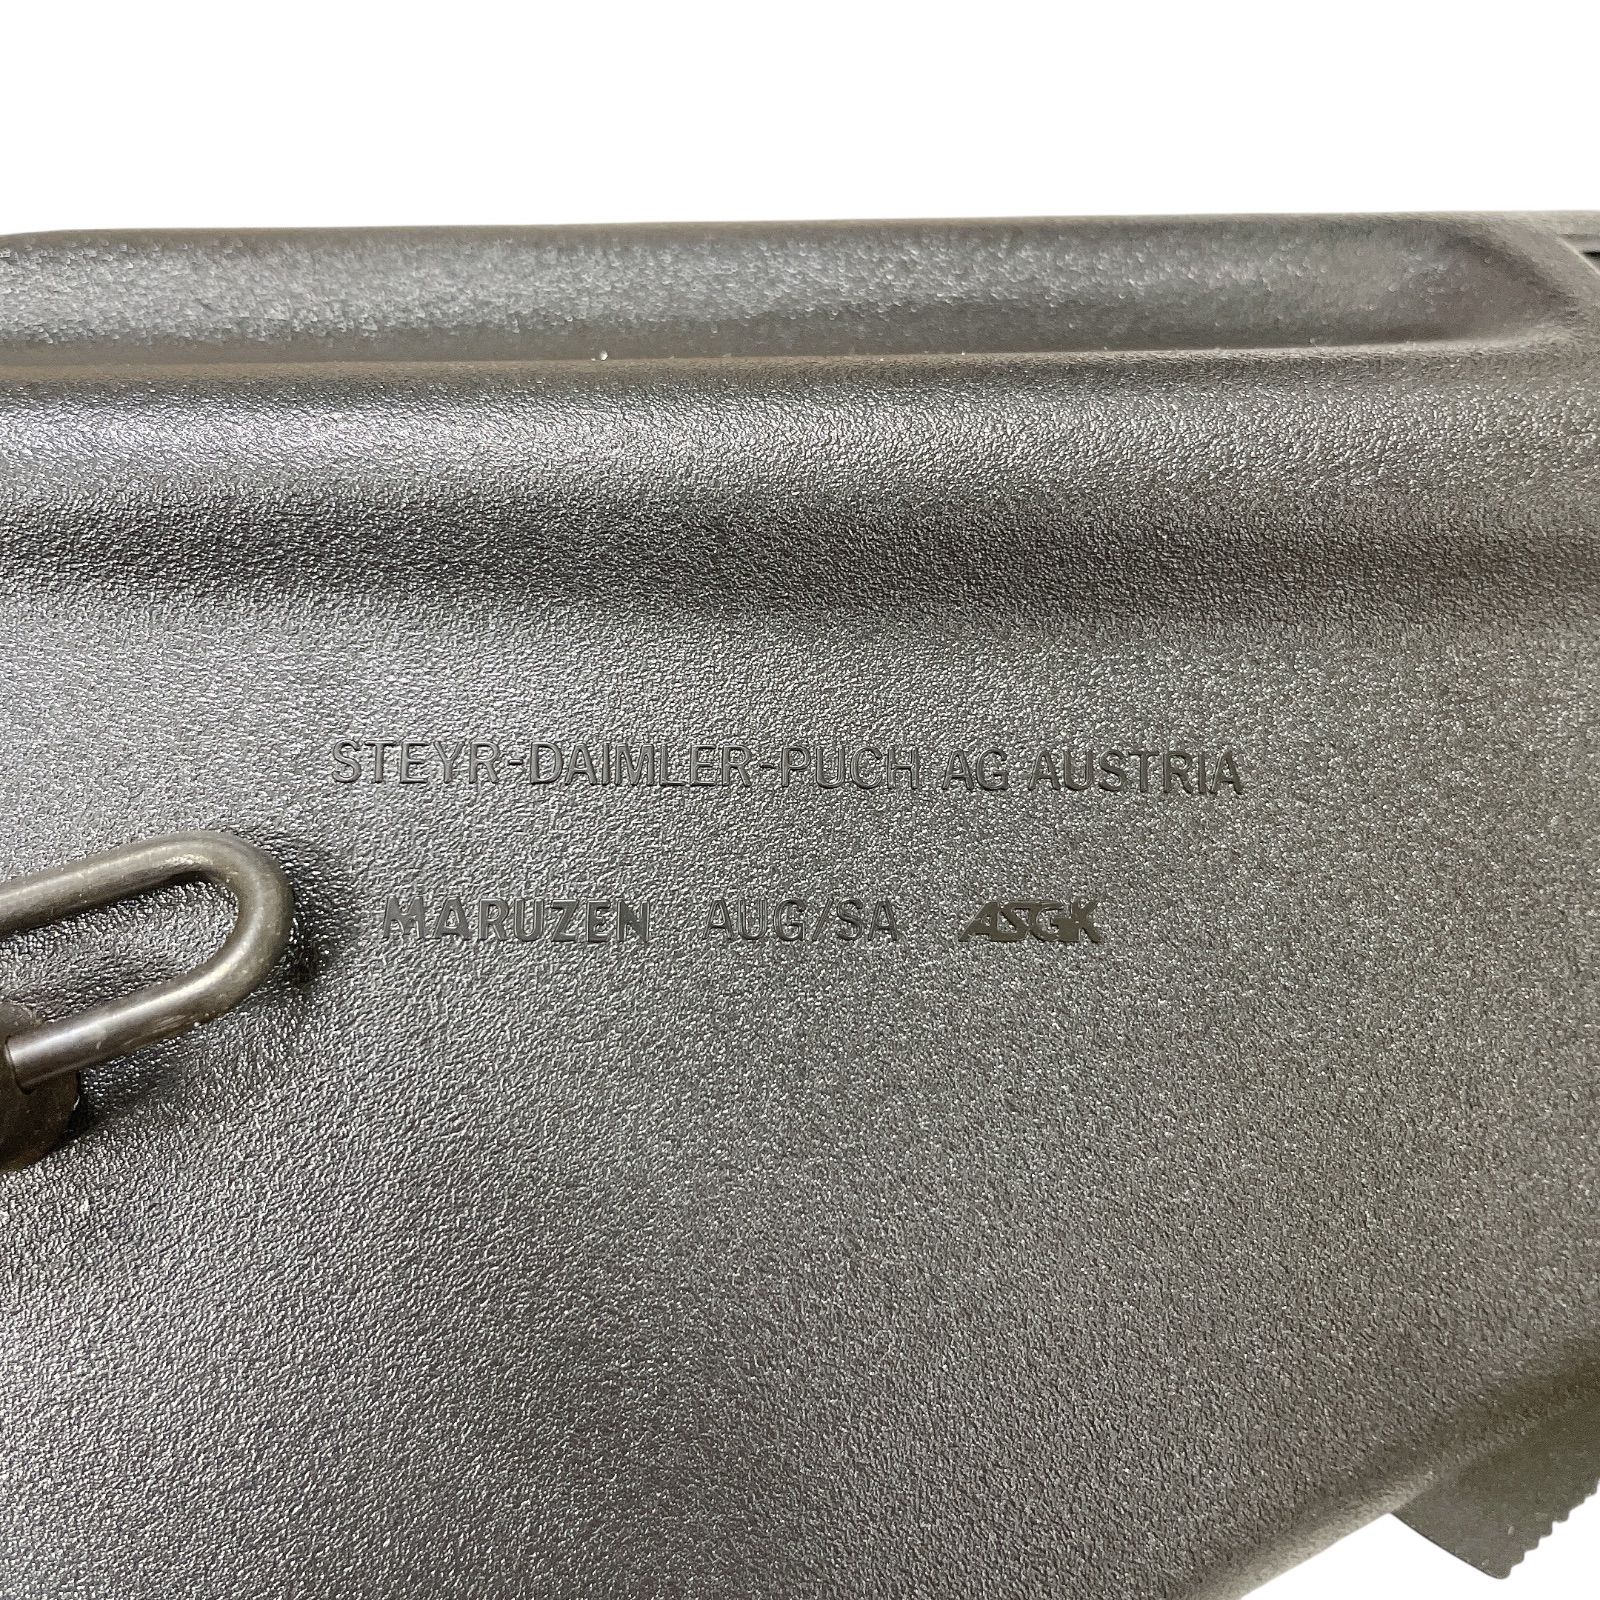 STEYR-DAIMLER-PUCH AG AUSTRIA
MARUZEN AUG/SA ASGK